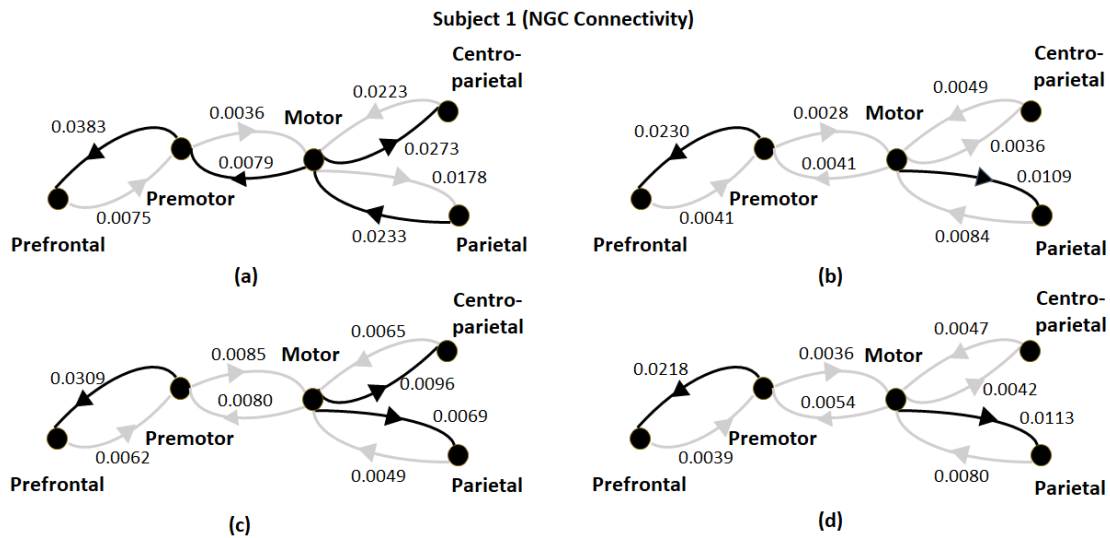 Subject 1 (NGC Connectivity)
Centro-
parietal
0.0223
Motor
0.0036
0.0383
0.0273
0.0079
0.0178
Premotor
0.0075
0.0233
Prefrontal
Parietal
(a)
Centro-
parietal
0.0049
Motor
0.0028
0.0230
0.0036
0.0041
0.0109
Premotor
0.0041
0.0084
Prefrontal
Parietal
(b)
Centro-
parietal
0.0065
Motor
0.0085
0.0309
0.0096
0.0080
0.0069
Premotor
0.0062
0.0049
Prefrontal
Parietal
(c)
Centro-
parietal
0.0047
Motor
0.0036
0.0218
0.0042
0.0054
0.0113
Premotor
0.0039
0.0080
Prefrontal
Parietal
(d)